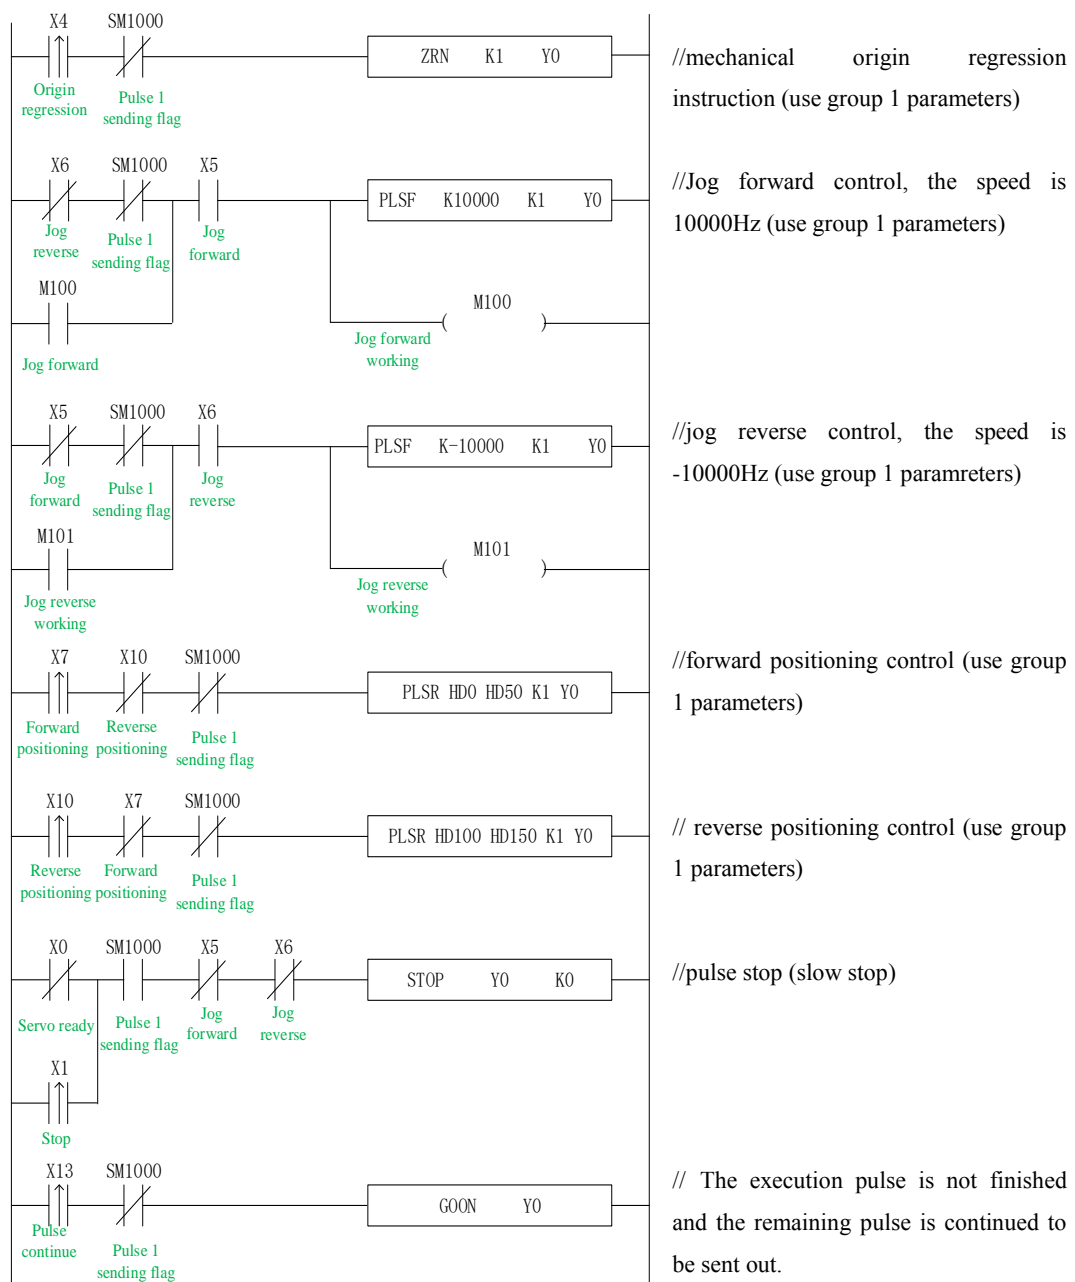 X4 SM1000
ZRN K1 Y0
Origin
regression
Pulse 1
sending flag
//mechanical origin regression
instruction (use group 1 parameters)
X6 SM1000 X5
PLSF K10000 K1 Y0
Jog
reverse
Pulse 1
sending flag
Jog
forward
//Jog forward control, the speed is
10000Hz (use group 1 parameters)
M100
M100
( )
Jog forward
Jog forward
working
X5 SM1000 X6
PLSF K-10000 K1 Y0
Jog
forward
Pulse 1
sending flag
Jog
reverse
//jog reverse control, the speed is
-10000Hz (use group 1 paramreters)
M101
M101
( )
Jog reverse
working
Jog reverse
working
X7 X10 SM1000
PLSR HD0 HD50 K1 Y0
Forward
positioning
Reverse
positioning
Pulse 1
sending flag
//forward positioning control (use group
1 parameters)
X10 X7 SM1000
PLSR HD100 HD150 K1 Y0
Reverse
positioning
Forward
positioning
Pulse 1
sending flag
// reverse positioning control (use group
1 parameters)
X0 SM1000 X5 X6
STOP Y0 K0
Servo ready
Pulse 1
sending flag
Jog
forward
Jog
reverse
//pulse stop (slow stop)
X1
Stop
X13 SM1000
GOON Y0
Pulse
continue
Pulse 1
sending flag
// The execution pulse is not finished
and the remaining pulse is continued to
be sent out.